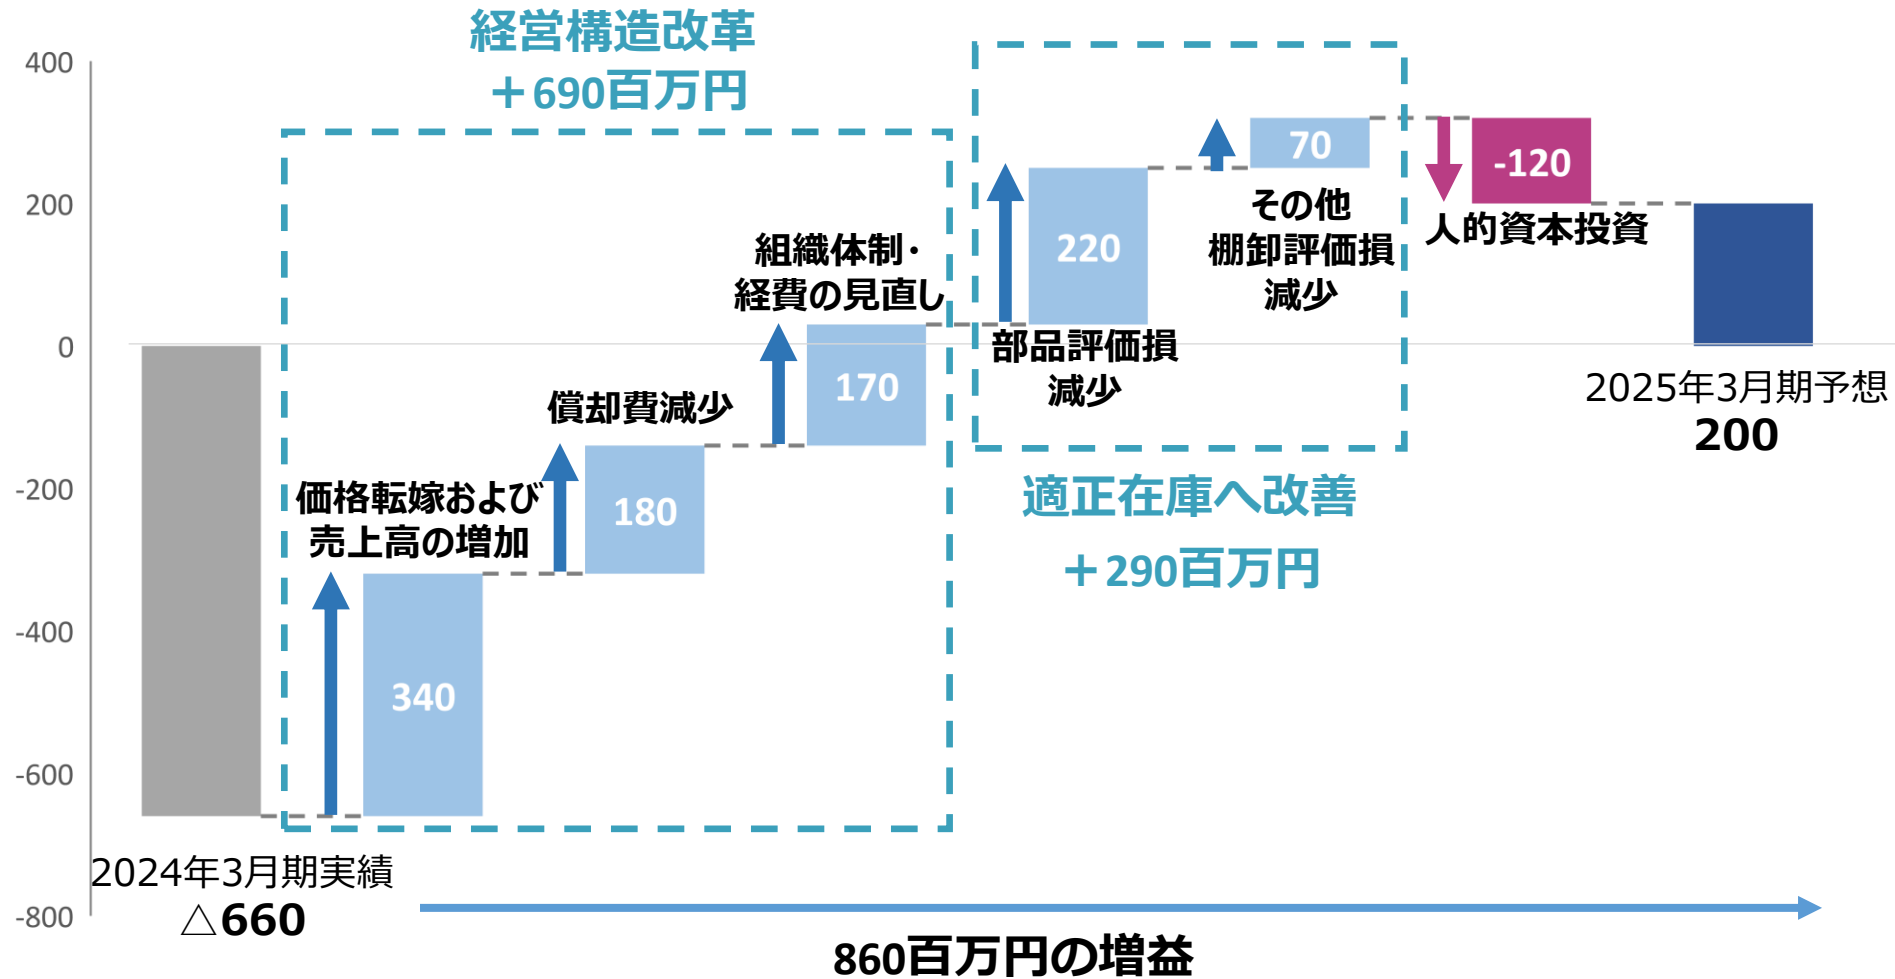 経営構造改革
＋690百万円
400
200
0
-200
-400
-600
-800
2024年3月期実績
△660
価格転嫁および
売上高の増加
340
償却費減少
180
組織体制・
経費の見直し
170
220
部品評価損
減少
70
その他
棚卸評価損
減少
適正在庫へ改善
＋290百万円
-120
人的資本投資
2025年3月期予想
200
860百万円の増益